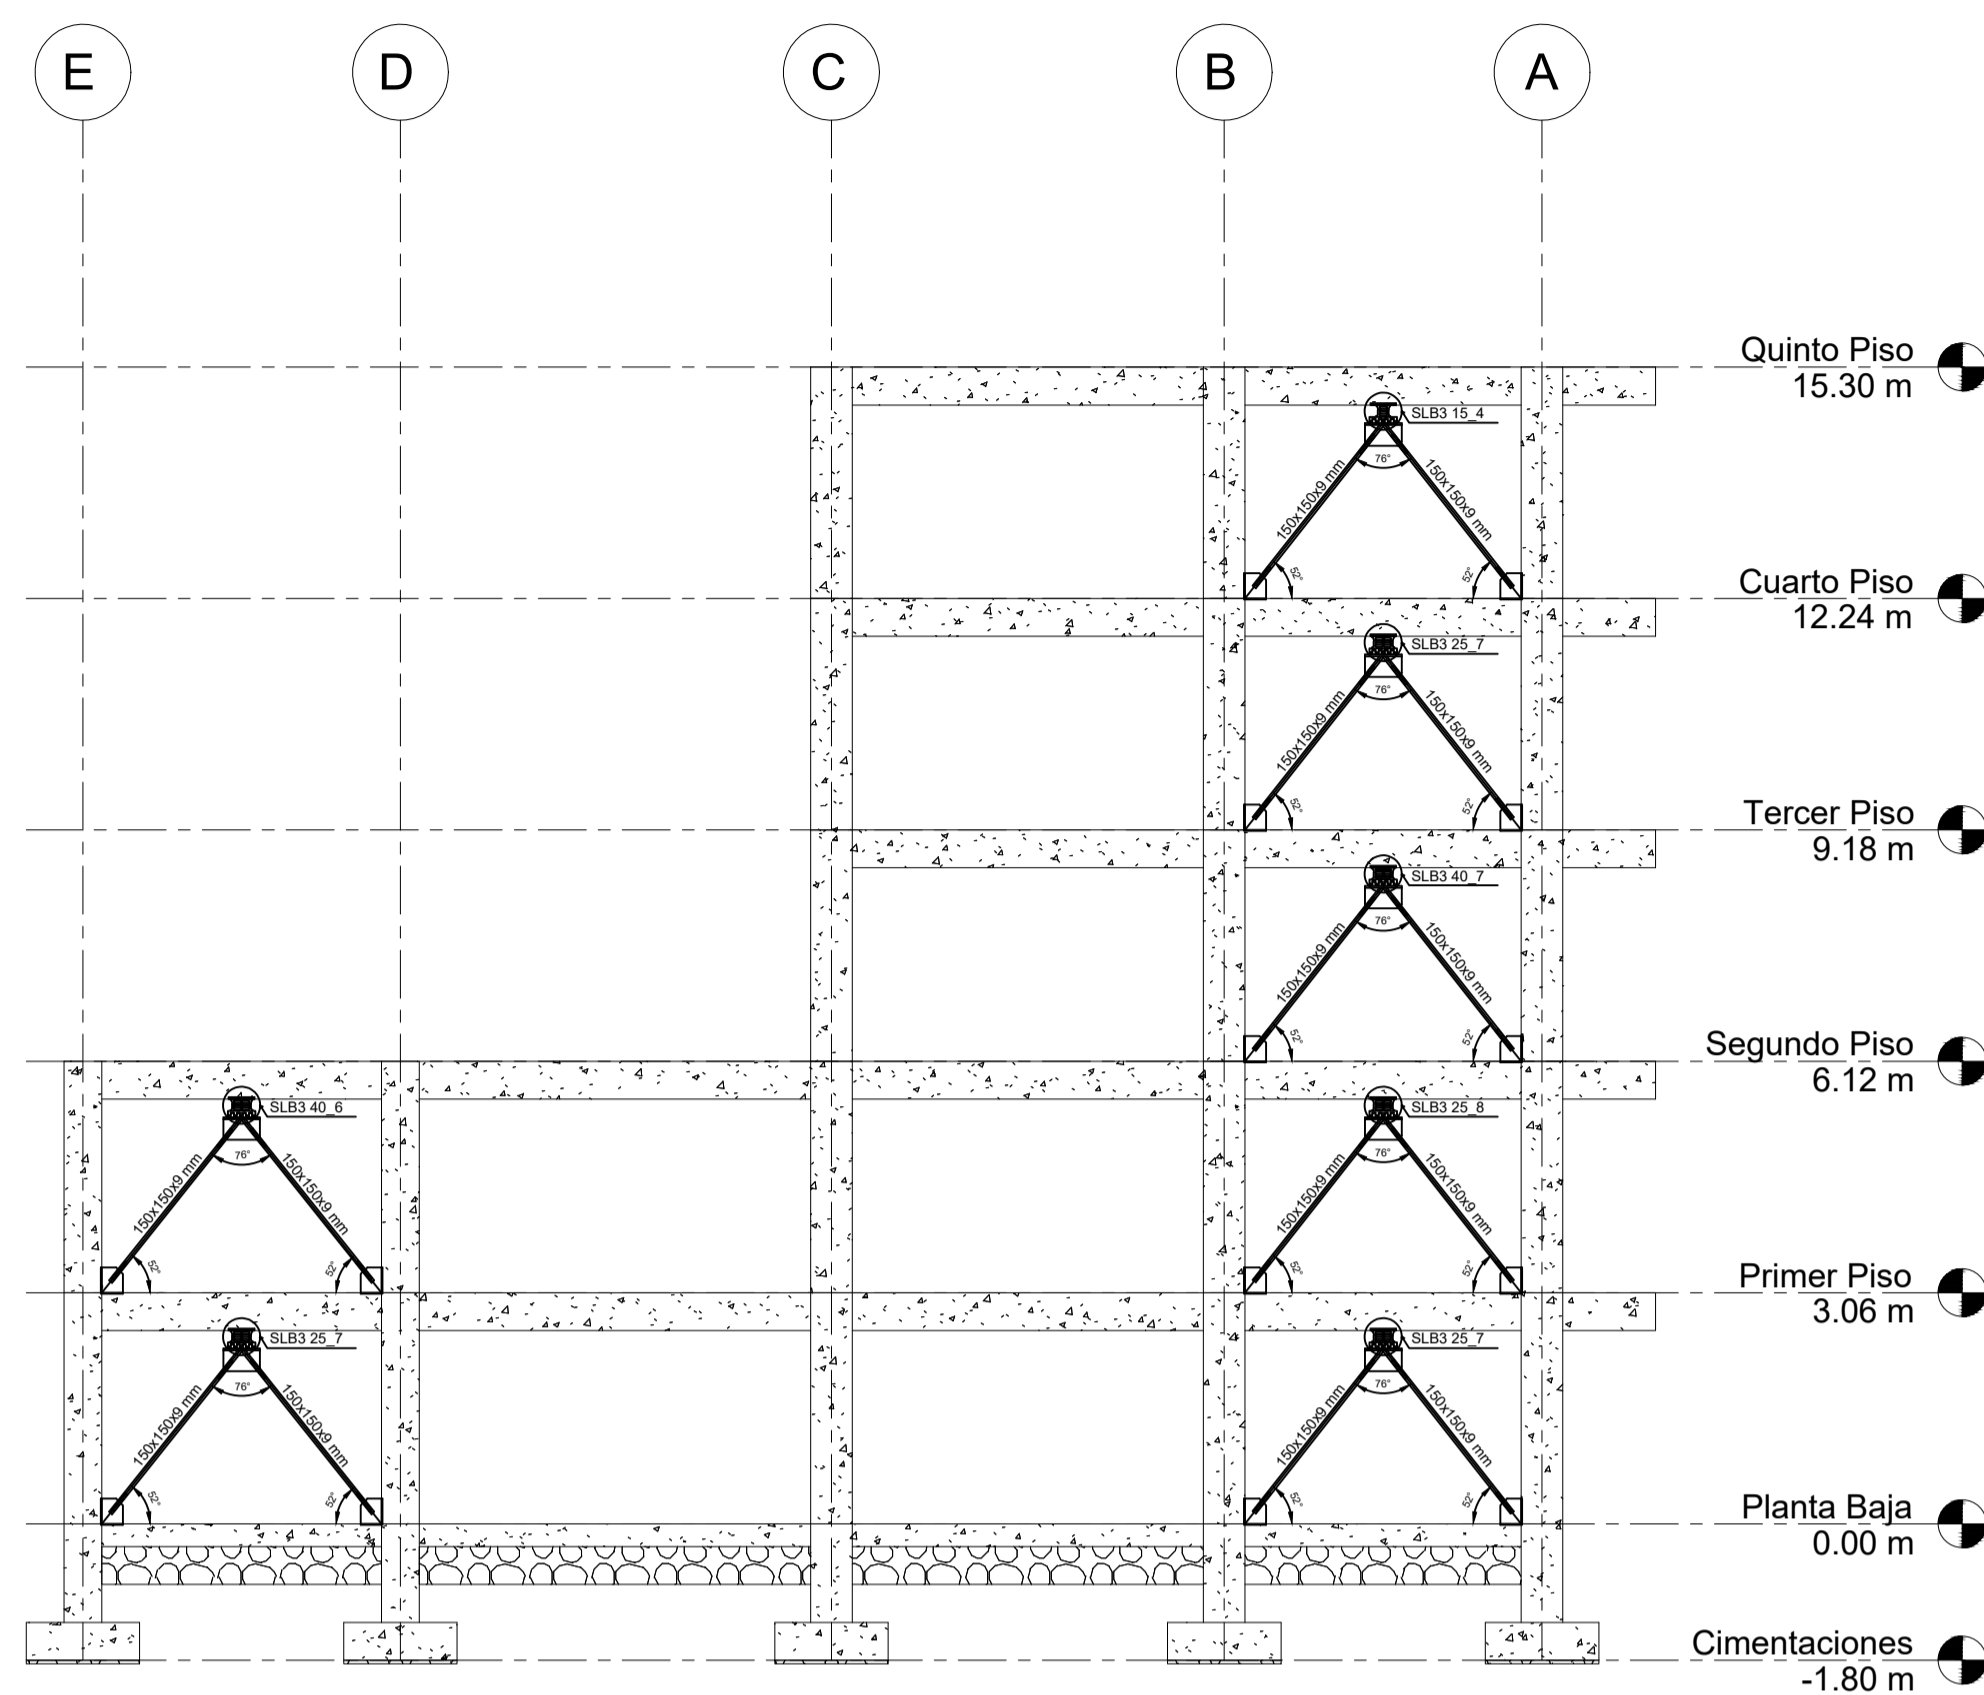 E
D
C
B
A
Quinto Piso
15.30 m
SLB3 15_4
76°
150x150x9 mm
150x150x9 mm
52°
52°
Cuarto Piso
12.24 m
SLB3 25_7
76°
150x150x9 mm
150x150x9 mm
52°
52°
Tercer Piso
9.18 m
SLB3 40_7
76°
150x150x9 mm
150x150x9 mm
52°
52°
Segundo Piso
6.12 m
SLB3 40_6
SLB3 25_8
76°
76°
150x150x9 mm
150x150x9 mm
150x150x9 mm
150x150x9 mm
52°
52°
52°
52°
Primer Piso
3.06 m
SLB3 25_7
SLB3 25_7
76°
76°
150x150x9 mm
150x150x9 mm
150x150x9 mm
150x150x9 mm
52°
52°
52°
52°
Planta Baja
0.00 m
Cimentaciones
-1.80 m